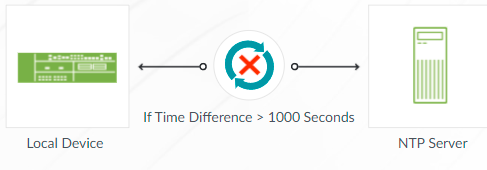 If Time Difference > 1000 Seconds
Local Device
NTP Server